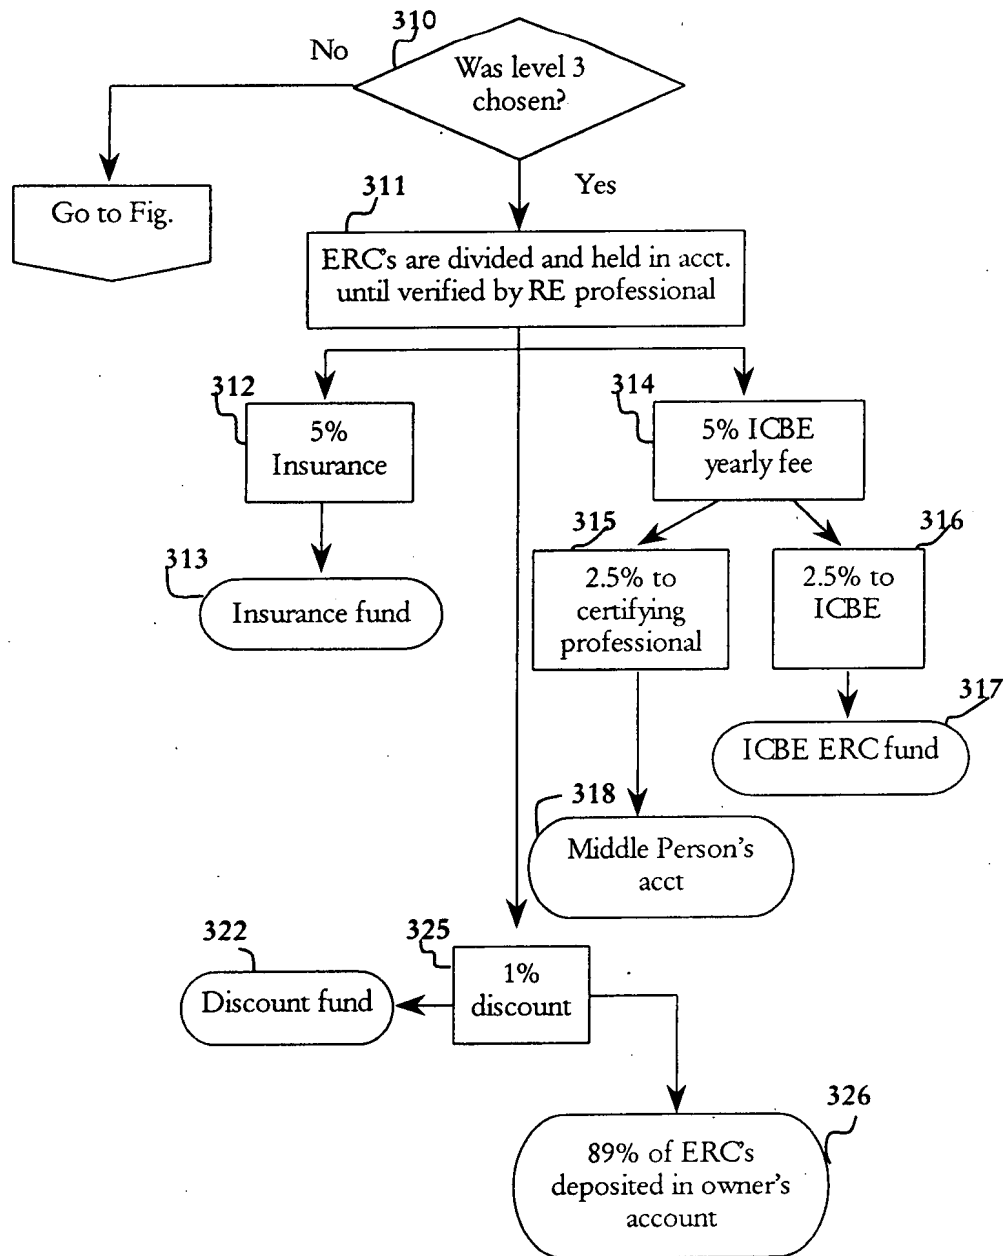 310
No
Was level 3
chosen?
Go to Fig.
311
Yes
ERC's are divided and held in acct.
until verified by RE professional
312
5%
Insurance
314
5% ICBE
yearly fee
313
Insurance fund
315
2.5% to
certifying
professional
316
2.5% to
ICBE
317
ICBE ERC fund
318
Middle Person's
acct
322
Discount fund
325
1%
discount
326
89% of ERC's
deposited in owner's
account